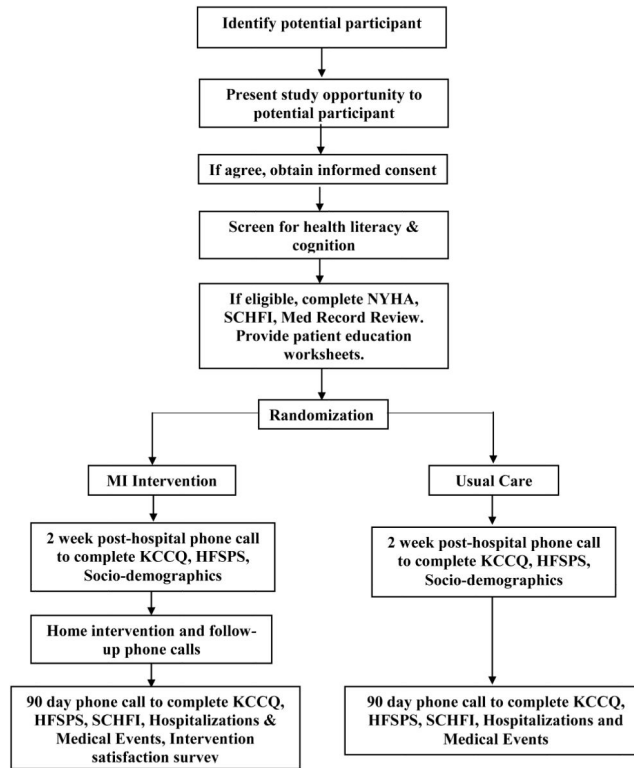 Identify potential participant
Present study opportunity to
potential participant
If agree, obtain informed consent
Screen for health literacy &
cognition
If eligible, complete NYHA,
SCHFI, Med Record Review.
Provide patient education
worksheets.
Randomization
MI Intervention
Usual Care
2 week post-hospital phone call
to complete KCCQ, HFSPS,
Socio-demographics
2 week post-hospital phone call
to complete KCCQ, HFSPS,
Socio-demographics
Home intervention and follow-
up phone calls
90 day phone call to complete KCCQ,
HFSPS, SCHFI, Hospitalizations &
Medical Events, Intervention
satisfaction survey
90 day phone call to complete KCCQ,
HFSPS, SCHFI, Hospitalizations and
Medical Events